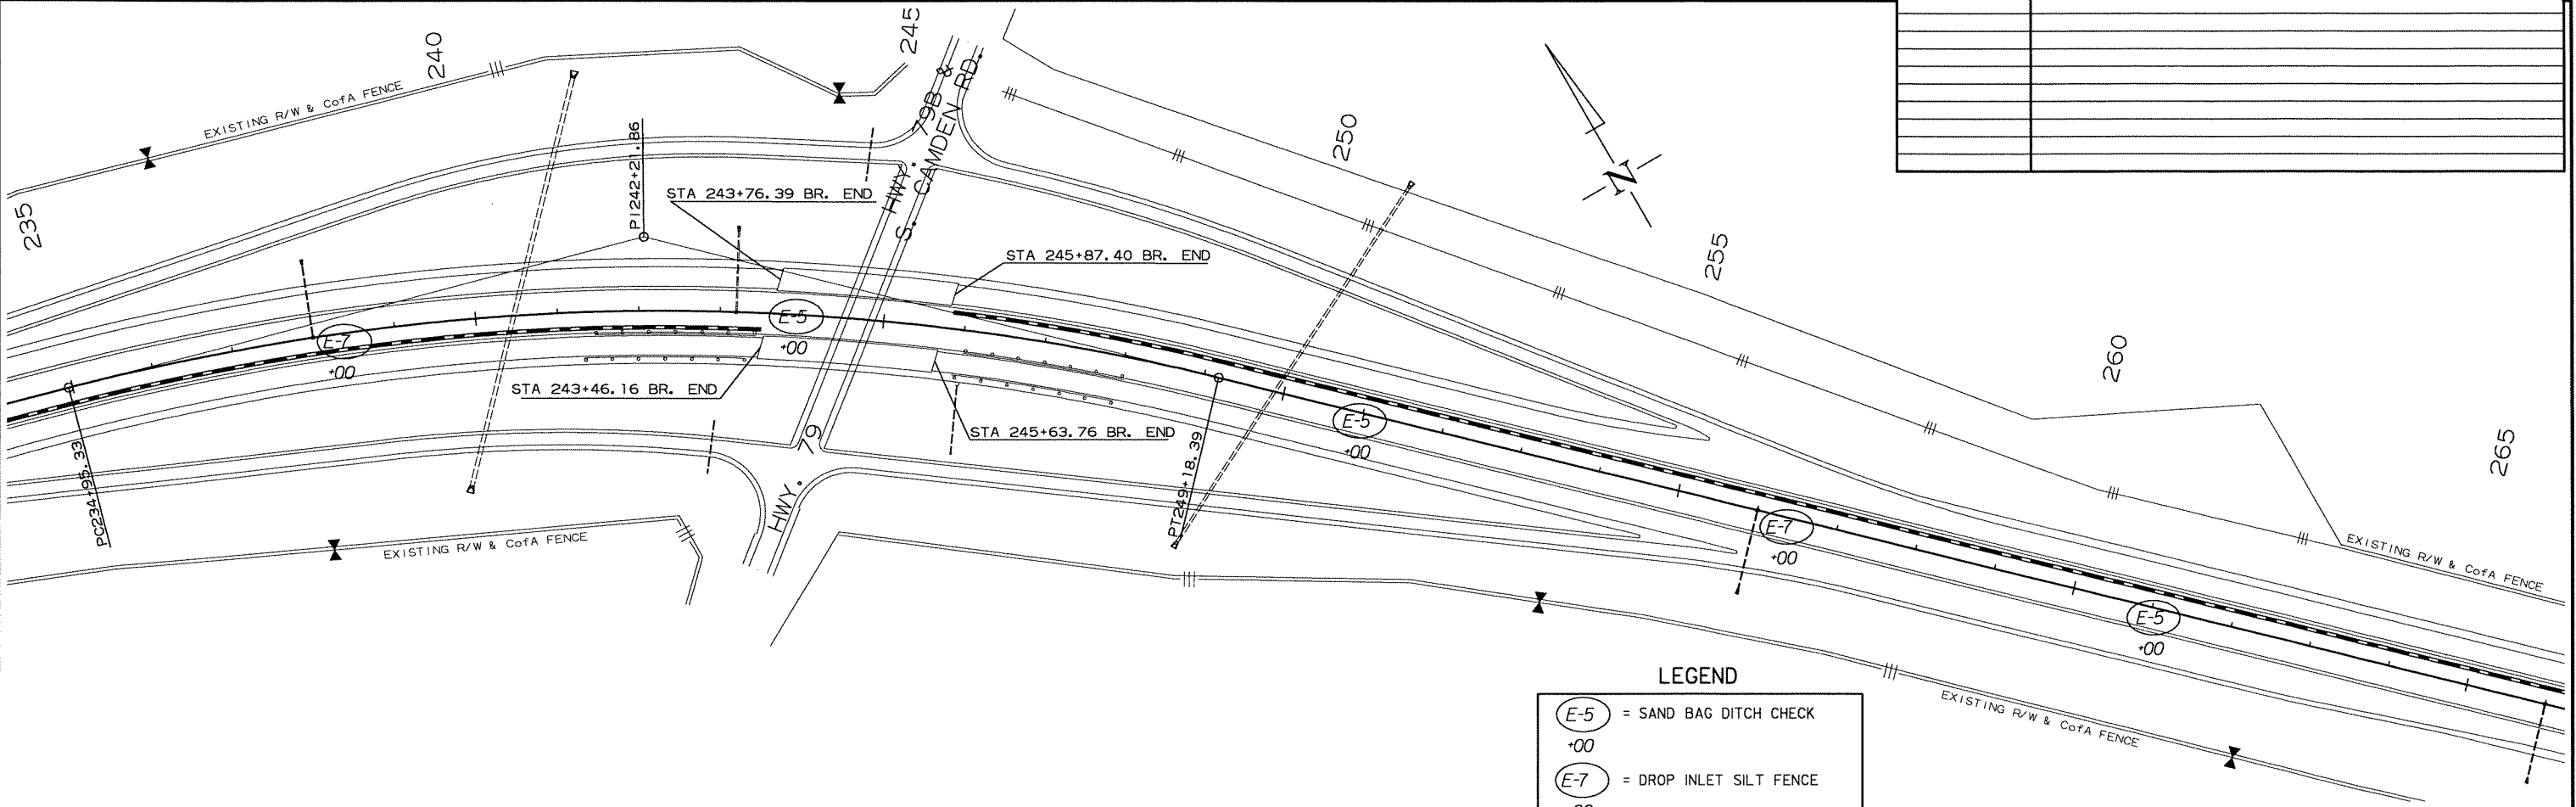 235
240
245
250
255
260
265
EXISTING R/W & CofA FENCE
PI242+21.86
HWY. 79B &
S. CAMDEN RD.
STA 243+76.39 BR. END
STA 245+87.40 BR. END
N
E-7
+00
E-5
+00
STA 243+46.16 BR. END
STA 245+63.76 BR. END
PC234+95.33
HWY. 79
PT249+18.39
E-5
+00
E-7
+00
E-5
+00
EXISTING R/W & CofA FENCE
EXISTING R/W & CofA FENCE
EXISTING R/W & CofA FENCE
LEGEND
E-5 = SAND BAG DITCH CHECK
+00
E-7 = DROP INLET SILT FENCE